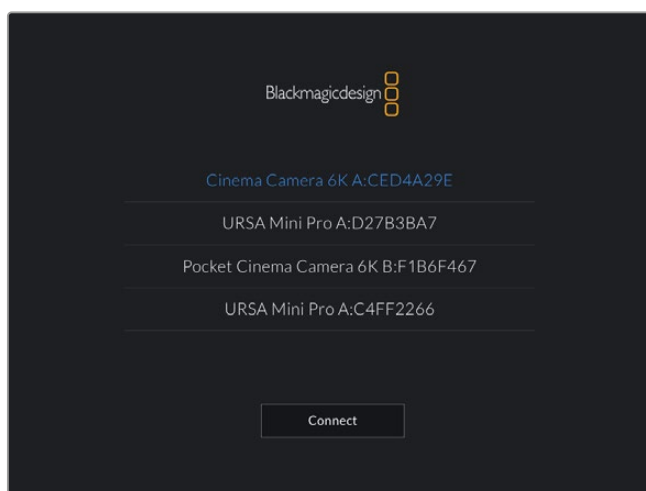 Blackmagicdesign
Cinema Camera 6K A:CED4A29E
URSA Mini Pro A:D27B3BA7
Pocket Cinema Camera 6K B:F1B6F467
URSA Mini Pro A:C4FF2266
Connect